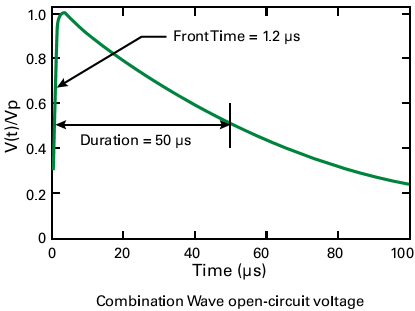 1.0
Front Time = 1.2 µs
0.8
0.6
Duration = 50 µs
0.4
0.2
0
V(t)/Vp
0 20 40 60 80 100
Time (µs)
Combination Wave open-circuit voltage